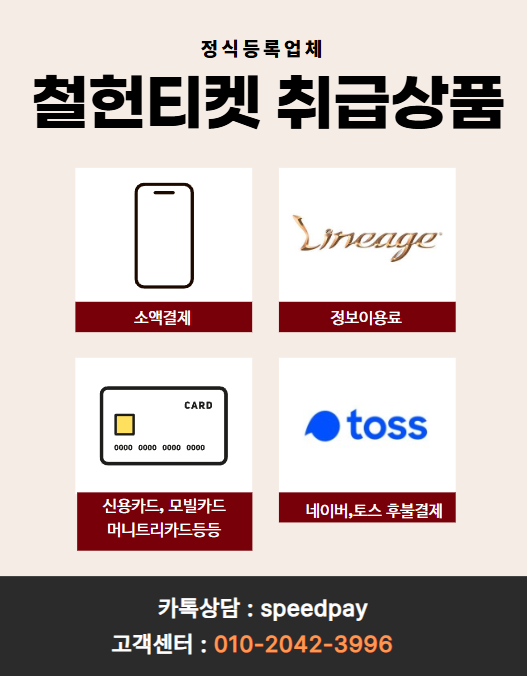 정식등록업체
철헌티켓 취급상품
Lineage
소액결제
정보이용료
CARD
0000 0000 0000 0000
toss
신용카드, 모빌카드
머니트리카드등등
네이버,토스 후불결제
카톡상담 : speedpay
고객센터 : 010-2042-3996